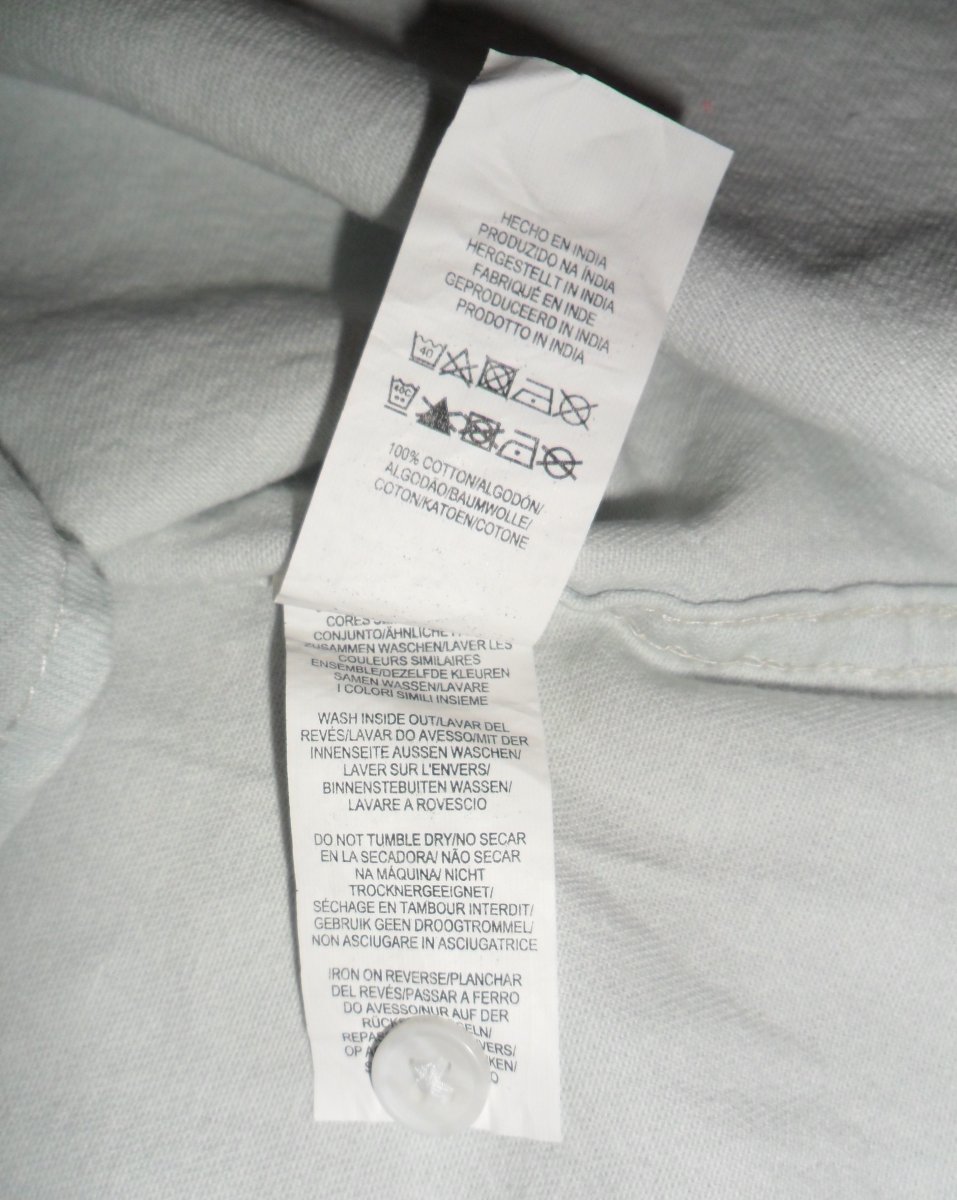 HECHO EN INDIA
PRODUZIDO NA ÍNDIA
HERGESTELLT IN INDIA
FABRIQUÉ EN INDE
GEPRODUCEERD IN INDIA
PRODOTTO IN INDIA
40
40C
100% COTTON/ALGODÓN/
ALGODÃO/BAUMWOLLE/
COTON/KATOEN/COTONE
CORES
CONJUNTO/ÄHNLICHE
ZUSAMMEN WASCHEN/LAVER LES
COULEURS SIMILAIRES
ENSEMBLE/DEZELFDE KLEUREN
SAMEN WASSEN/LAVARE
I COLORI SIMILI INSIEME
WASH INSIDE OUT/LAVAR DEL
REVÉS/LAVAR DO AVESSO/MIT DER
INNENSEITE AUSSEN WASCHEN/
LAVER SUR L'ENVERS/
BINNENSTEBUITEN WASSEN/
LAVARE A ROVESCIO
DO NOT TUMBLE DRY/NO SECAR
EN LA SECADORA/ NÃO SECAR
NA MÁQUINA/ NICHT
TROCKNERGEEIGNET/
SÉCHAGE EN TAMBOUR INTERDIT/
GEBRUIK GEEN DROOGTROMMEL/
NON ASCIUGARE IN ASCIUGATRICE
IRON ON REVERSE/PLANCHAR
DEL REVÉS/PASSAR A FERRO
DO AVESSO/NUR AUF DER
OP